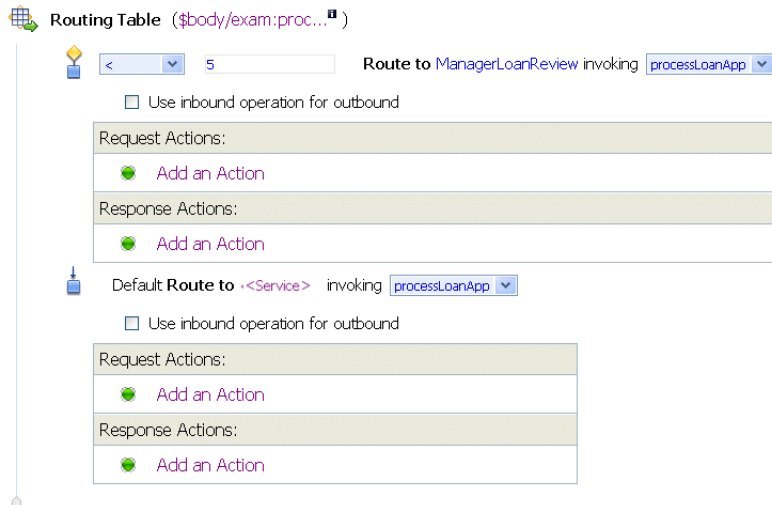 Routing Table ($body/exam:proc...i )
< 5 Route to ManagerLoanReview invoking processLoanApp
Use inbound operation for outbound
Request Actions:
Add an Action
Response Actions:
Add an Action
Default Route to <Service> invoking processLoanApp
Use inbound operation for outbound
Request Actions:
Add an Action
Response Actions:
Add an Action